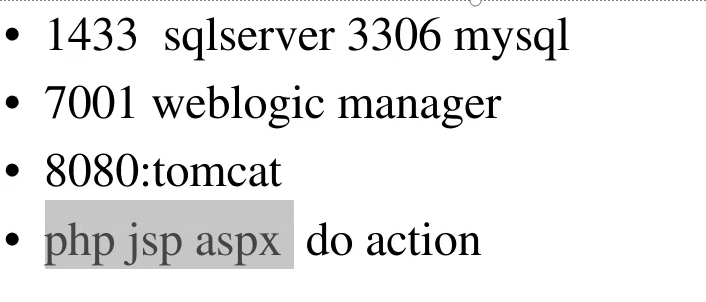 • 1433  sqlserver 3306 mysql
• 7001 weblogic manager
• 8080:tomcat
• php jsp aspx  do action